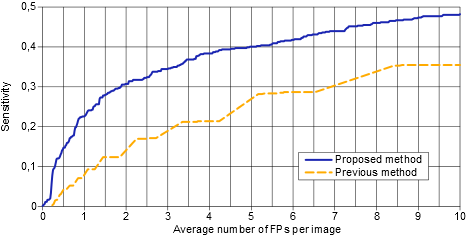 0,5
0,4
0,3
0,2
0,1
0
Sensitivity
Proposed method
Previous method
0 1 2 3 4 5 6 7 8 9 10
Average number of FPs per image